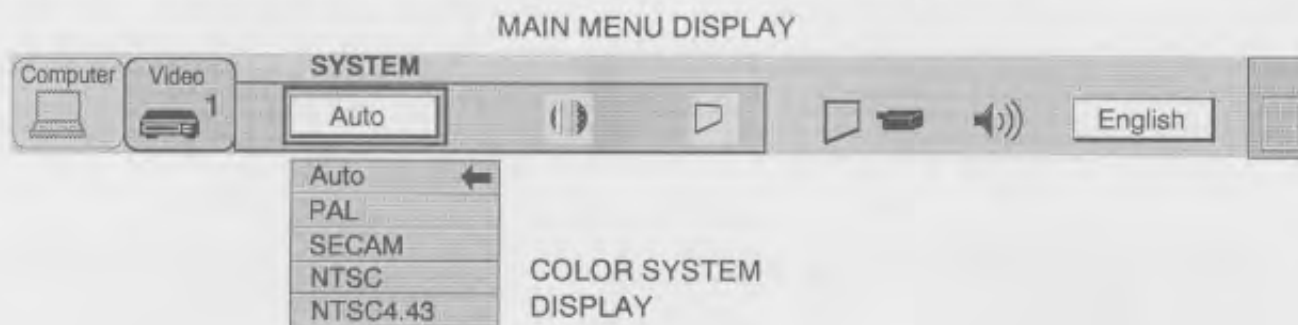 MAIN MENU DISPLAY
Computer
Video
1
SYSTEM
Auto
English
Auto
PAL
SECAM
NTSC
NTSC4.43
COLOR SYSTEM
DISPLAY